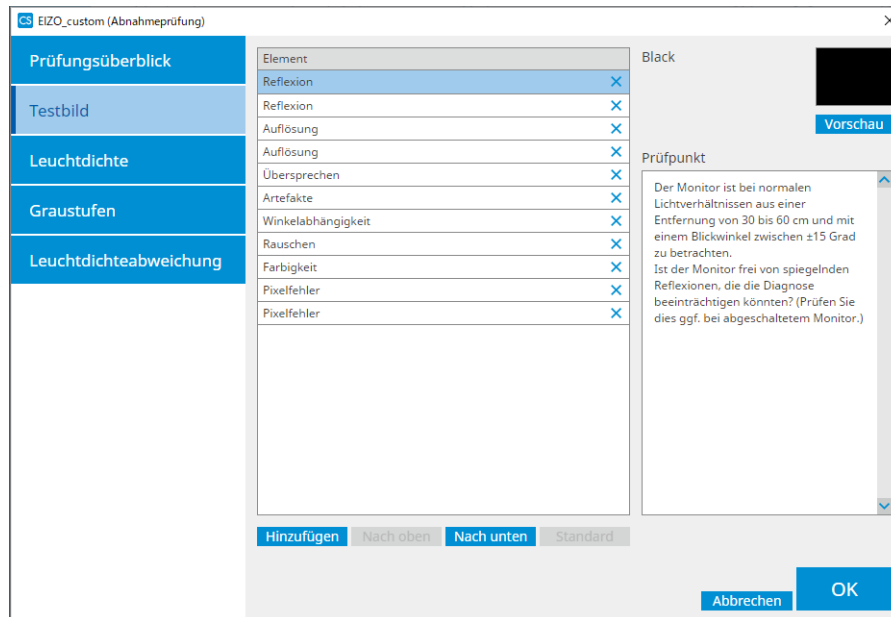 CS EIZO_custom (Abnahmeprüfung)
Prüfungsüberblick
Testbild
Leuchtdichte
Graustufen
Leuchtdichteabweichung
Element
Reflexion
Reflexion
Auflösung
Auflösung
Übersprechen
Artefakte
Winkelabhängigkeit
Rauschen
Farbigkeit
Pixelfehler
Pixelfehler
Hinzufügen Nach oben Nach unten Standard
Black
Vorschau
Prüfpunkt
Der Monitor ist bei normalen
Lichtverhältnissen aus einer
Entfernung von 30 bis 60 cm und mit
einem Blickwinkel zwischen ±15 Grad
zu betrachten.
Ist der Monitor frei von spiegelnden
Reflexionen, die die Diagnose
beeinträchtigen könnten? (Prüfen Sie
dies ggf. bei abgeschaltetem Monitor.)
Abbrechen OK